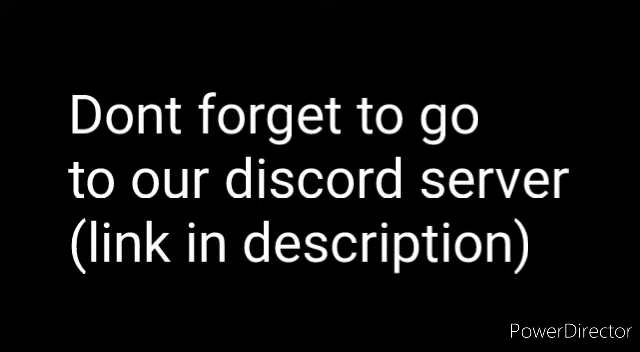 Dont forget to go
to our discord server
(link in description)
PowerDirector